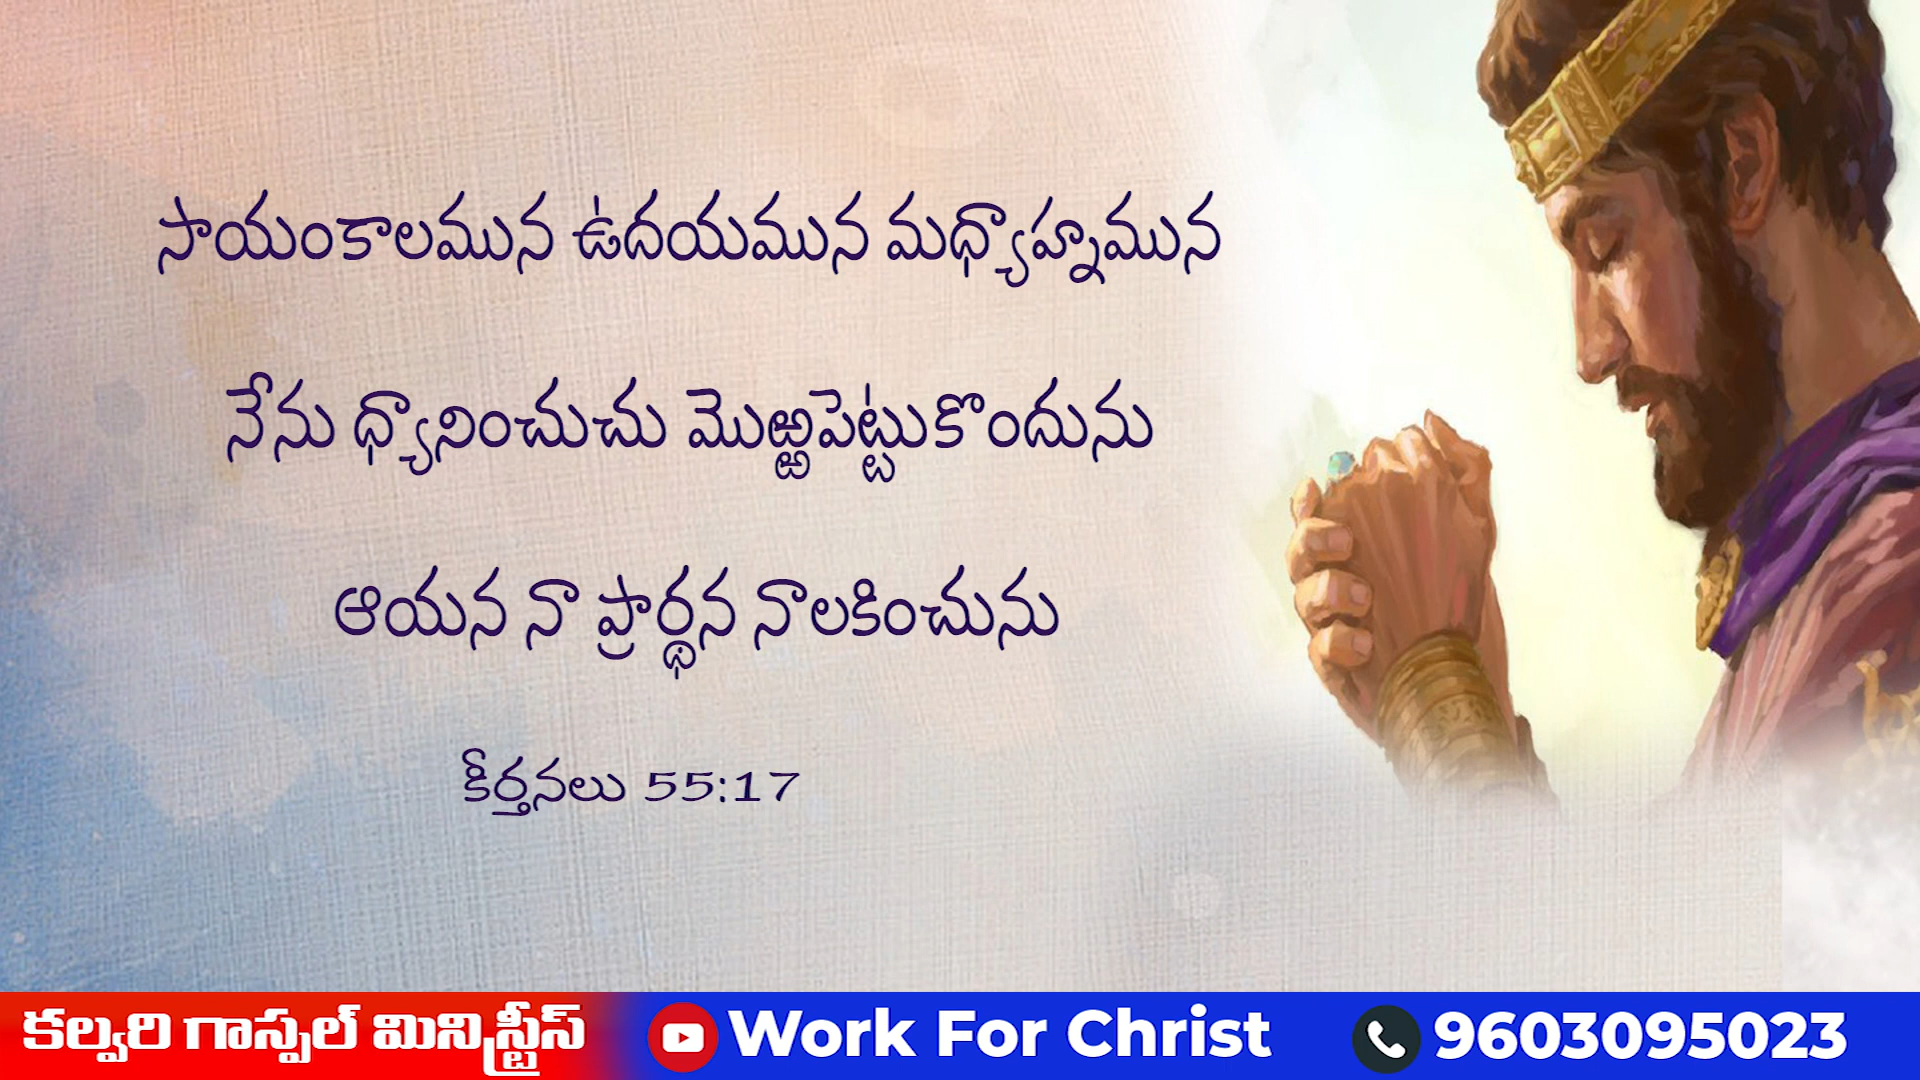 సాయంకాలమున ఉదయమున మధ్యాహ్నమున
నేను ధ్యానించుచు మొఱ్ఱపెట్టుకొందును
ఆయన నా ప్రార్థన నాలకించును
కీర్తనలు 55:17
కల్వరి గాస్పల్ మినిస్ట్రీస్
Work For Christ
9603095023